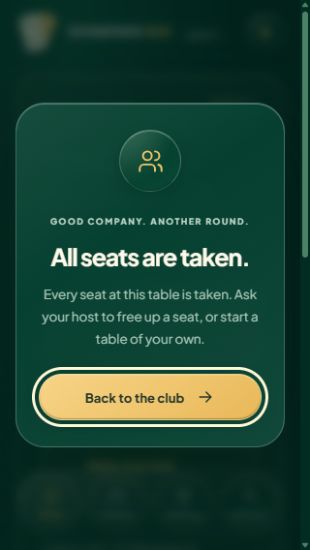 GOOD COMPANY. ANOTHER ROUND.
All seats are taken.
Every seat at this table is taken. Ask
your host to free up a seat, or start a
table of your own.
Back to the club